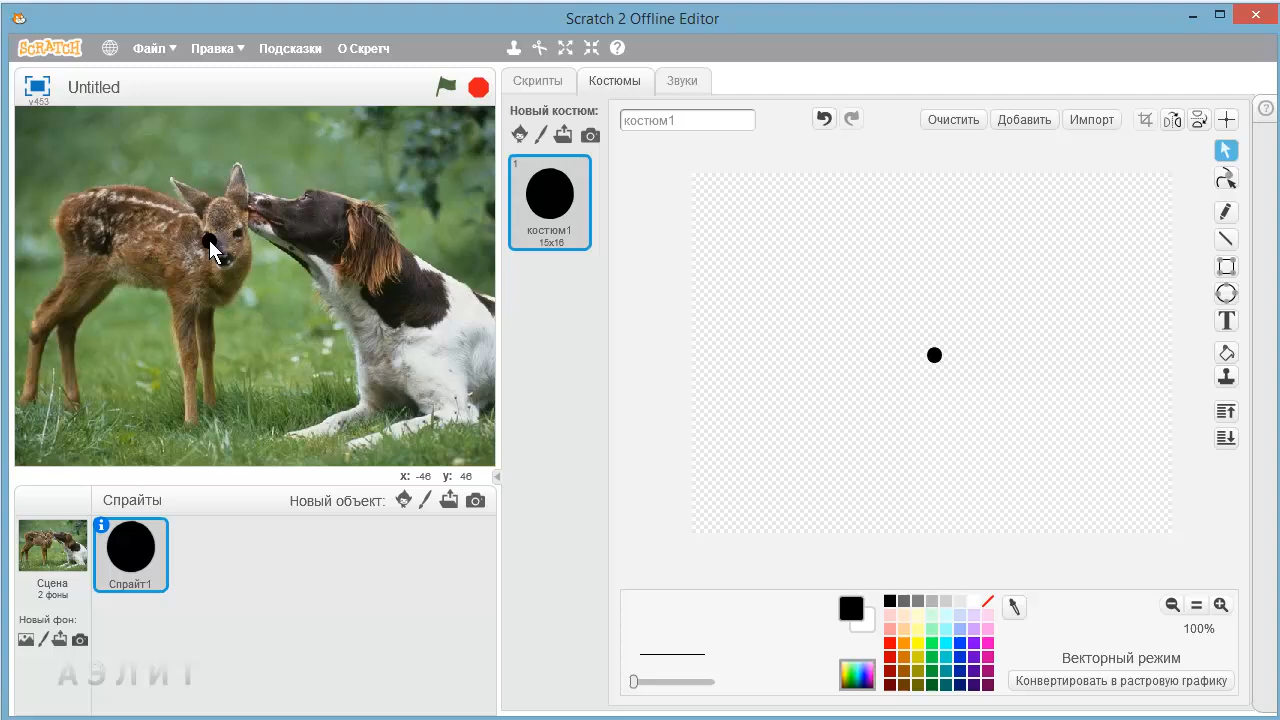 Scratch 2 Offline Editor
SCRATCH
Файл Правка Подсказки О Скретч
v453
Untitled
Скрипты Костюмы Звуки
Новый костюм:
1
костюм1
15x16
костюм1
Очистить Добавить Импорт
x: -46 y: 46
Спрайты Новый объект:
Сцена
2 фоны
Новый фон:
Спрайт1
100%
Векторный режим
Конвертировать в растровую графику
АЭЛИТ